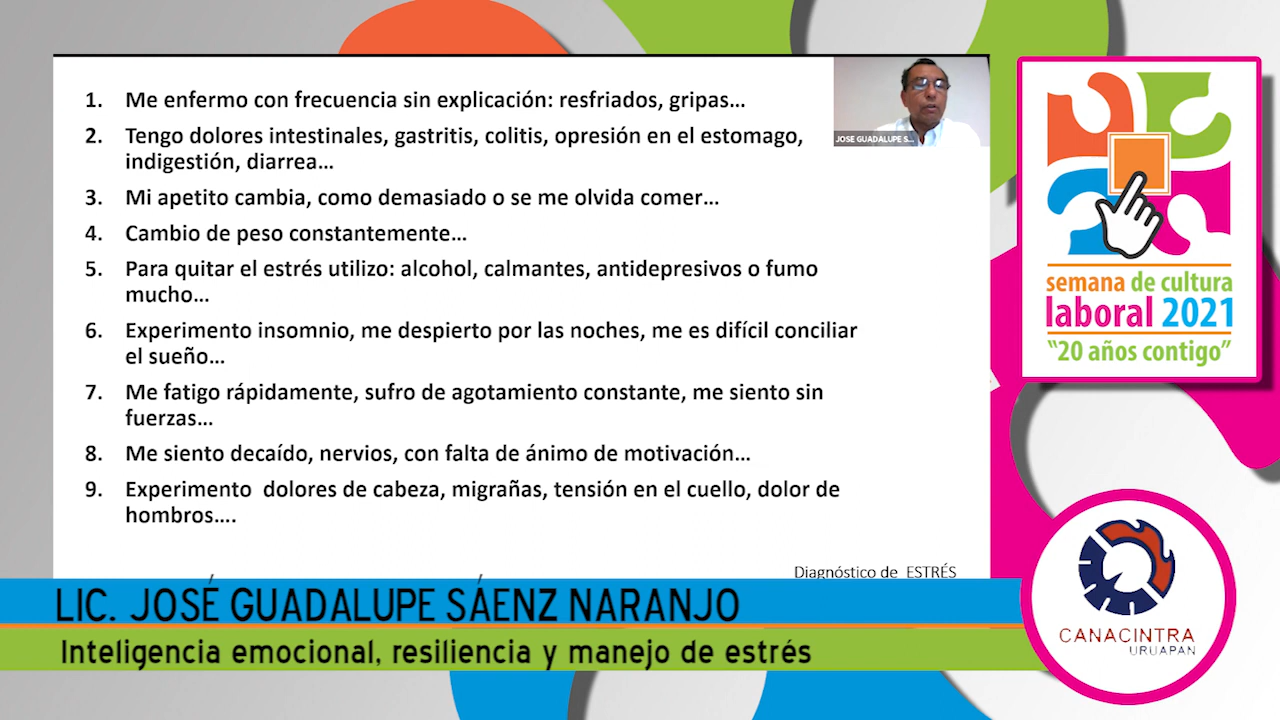 1. Me enfermo con frecuencia sin explicación: resfriados, gripas...
2. Tengo dolores intestinales, gastritis, colitis, opresión en el estomago,
indigestión, diarrea...
3. Mi apetito cambia, como demasiado o se me olvida comer...
4. Cambio de peso constantemente...
5. Para quitar el estrés utilizo: alcohol, calmantes, antidepresivos o fumo
mucho...
6. Experimento insomnio, me despierto por las noches, me es difícil conciliar
el sueño...
7. Me fatigo rápidamente, sufro de agotamiento constante, me siento sin
fuerzas...
8. Me siento decaído, nervios, con falta de ánimo de motivación...
9. Experimento  dolores de cabeza, migrañas, tensión en el cuello, dolor de
hombros....
Diagnóstico de  ESTRÉS
JOSE GUADALUPE S...
semana de cultura
laboral 2021
"20 años contigo"
LIC. JOSÉ GUADALUPE SÁENZ NARANJO
Inteligencia emocional, resiliencia y manejo de estrés
CANACINTRA
URUAPAN